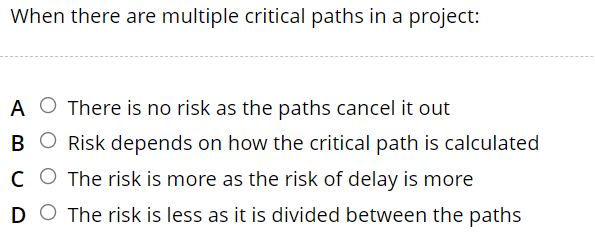 When there are multiple critical paths in a project:
A There is no risk as the paths cancel it out
B Risk depends on how the critical path is calculated
C The risk is more as the risk of delay is more
D The risk is less as it is divided between the paths